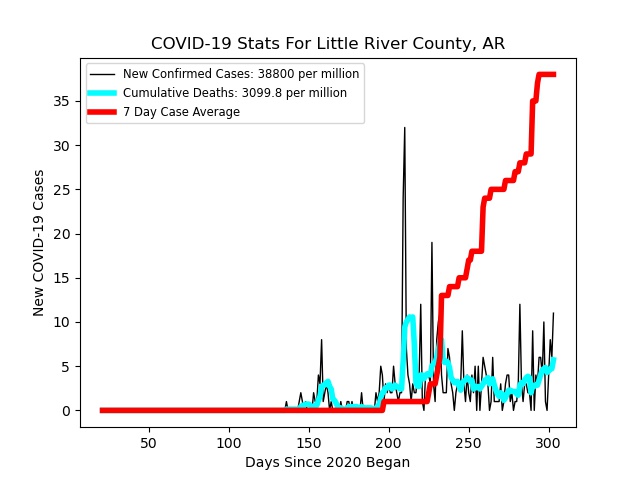 COVID-19 Stats For Little River County, AR
New Confirmed Cases: 38800 per million
Cumulative Deaths: 3099.8 per million
7 Day Case Average
New COVID-19 Cases
35
30
25
20
15
10
5
0
50 100 150 200 250 300
Days Since 2020 Began